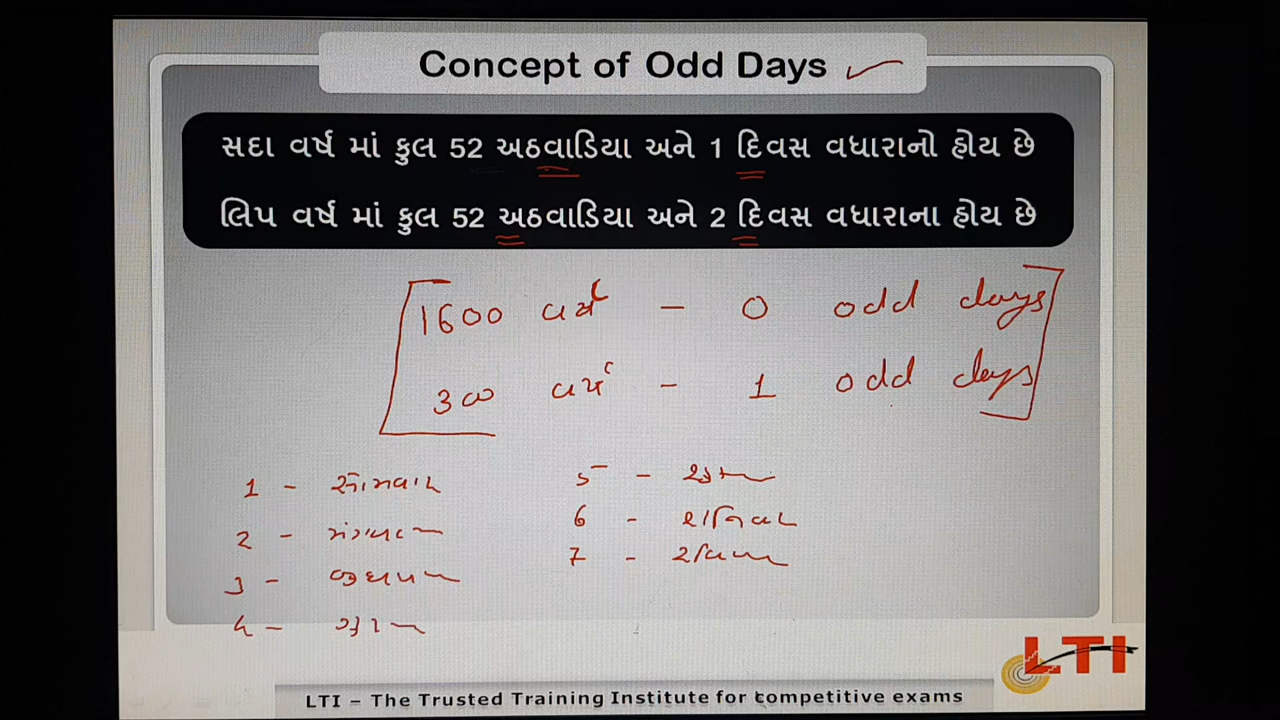 Concept of Odd Days
સદા વર્ષ માં કુલ 52 અઠવાડિયા અને 1 દિવસ વધારાનો હોય છે
લિપ વર્ષ માં કુલ 52 અઠવાડિયા અને 2 દિવસ વધારાના હોય છે
1600 વર્ષ - 0 odd days
300 વર્ષ - 1 odd days
1 - સોમવાર
2 - મંગળવાર
3 - બુધવાર
4 - ગુરુ
5 - શુક્ર
6 - શનિવાર
7 - રવિવાર
LTI
LTI – The Trusted Training Institute for competitive exams